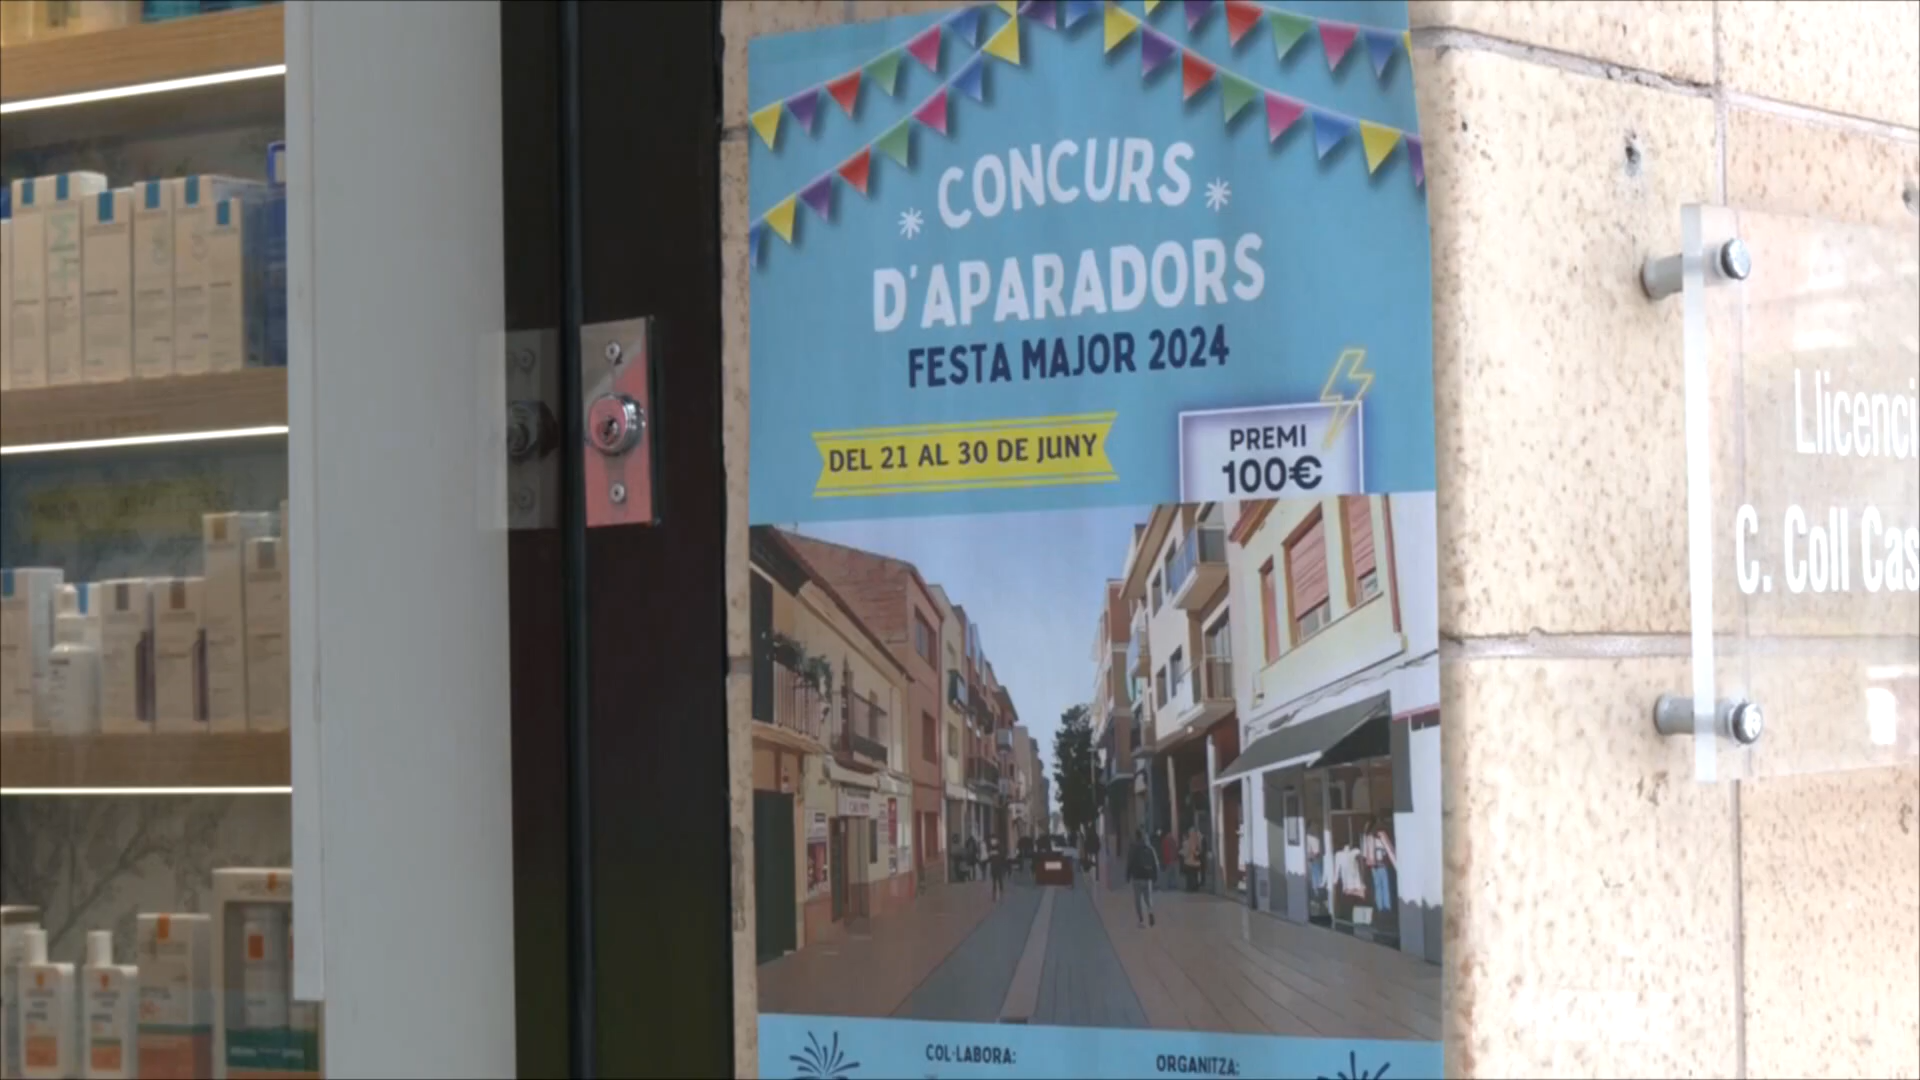 CONCURS
D'APARADORS
FESTA MAJOR 2024
DEL 21 AL 30 DE JUNY
PREMI
100€
COL·LABORA:
ORGANITZA:
Llicenci
C. Coll Cas